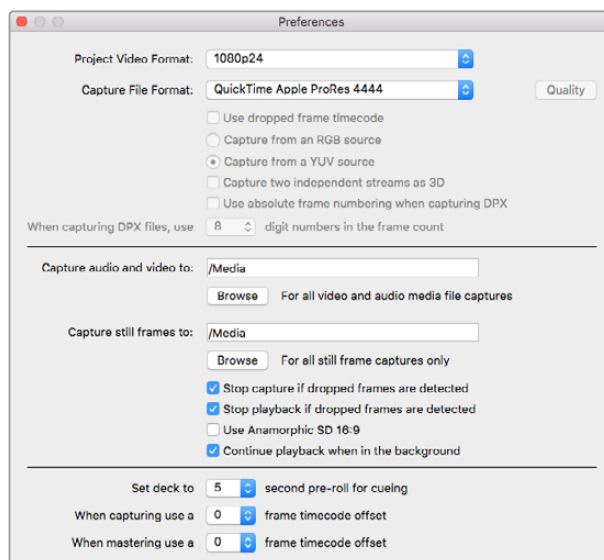 Preferences
Project Video Format: 1080p24
Capture File Format: QuickTime Apple ProRes 4444 Quality
Use dropped frame timecode
Capture from an RGB source
Capture from a YUV source
Capture two independent streams as 3D
Use absolute frame numbering when capturing DPX
When capturing DPX files, use 8 digit numbers in the frame count
Capture audio and video to: /Media
Browse For all video and audio media file captures
Capture still frames to: /Media
Browse For all still frame captures only
Stop capture if dropped frames are detected
Stop playback if dropped frames are detected
Use Anamorphic SD 16:9
Continue playback when in the background
Set deck to 5 second pre-roll for cueing
When capturing use a 0 frame timecode offset
When mastering use a 0 frame timecode offset